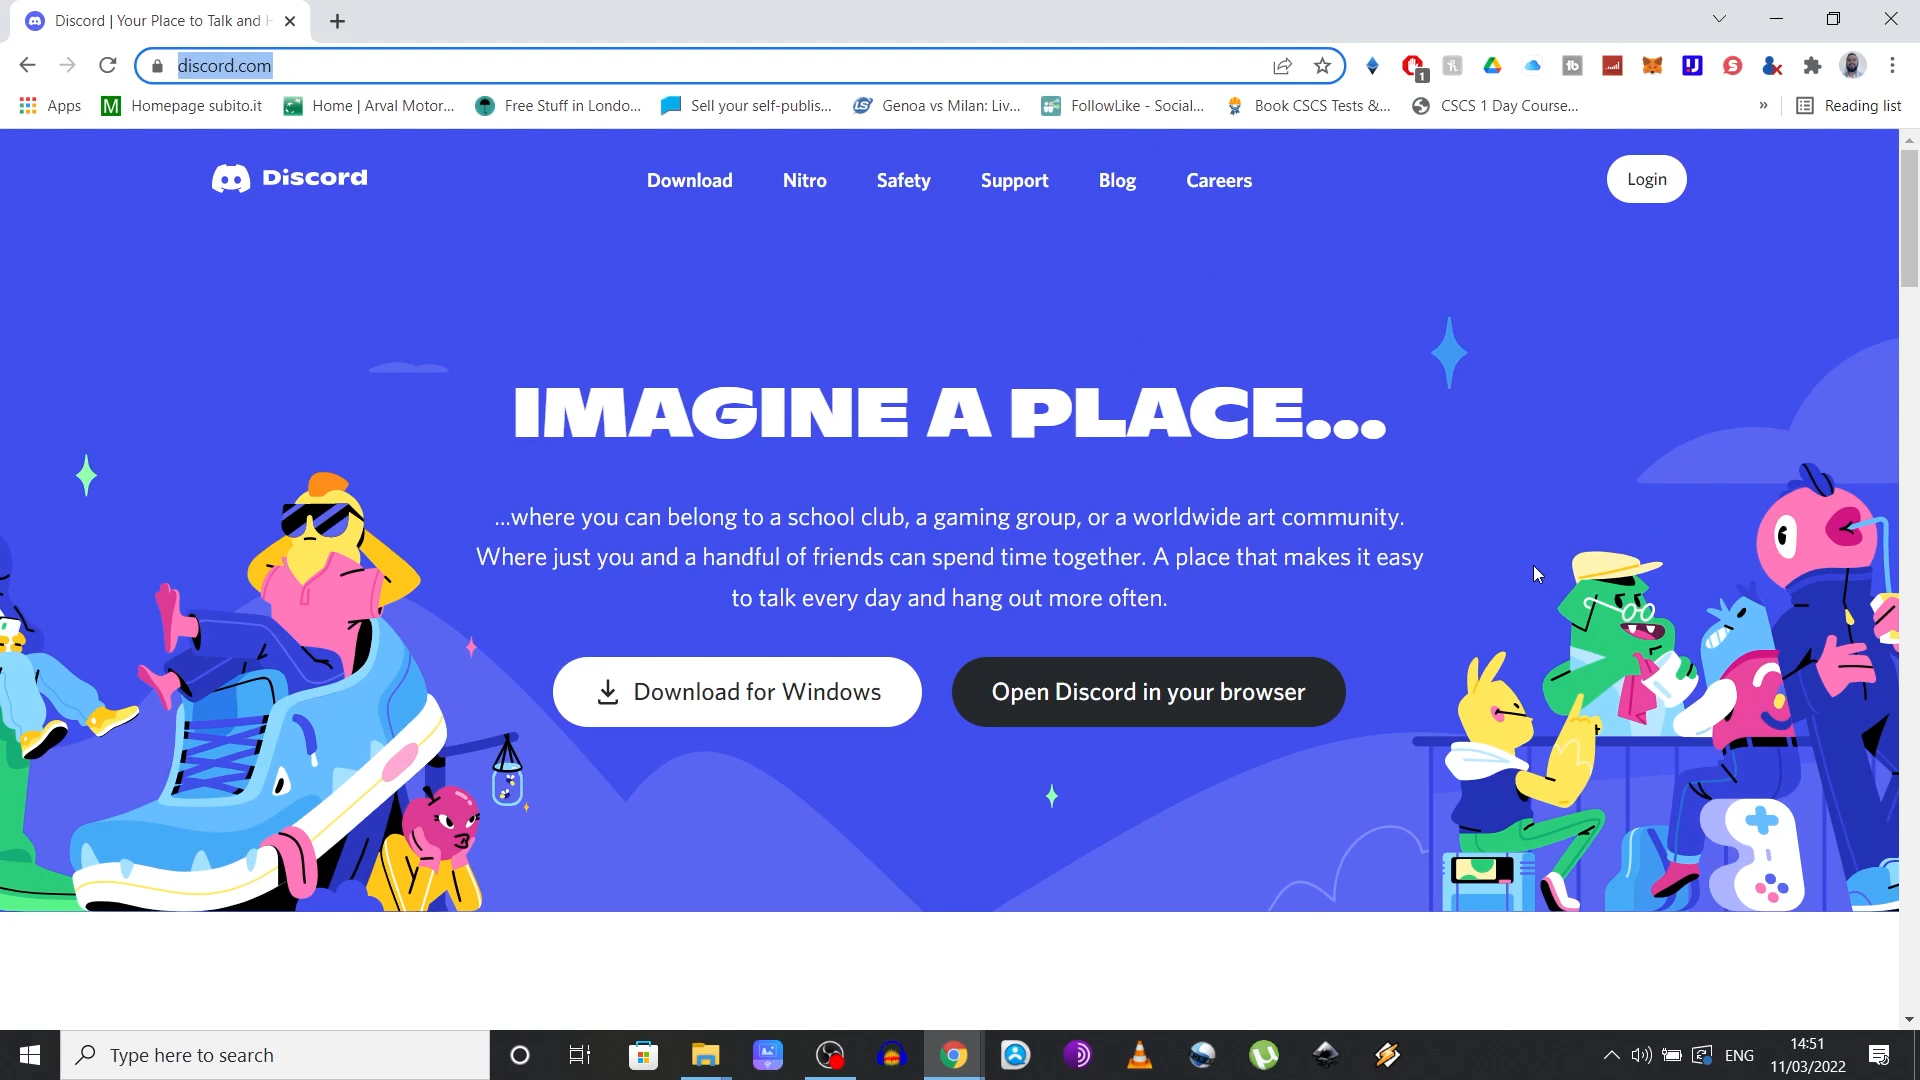 Discord | Your Place to Talk and H
discord.com
1
Apps
Homepage subito.it
Home | Arval Motor...
Free Stuff in Londo...
Sell your self-publis...
Genoa vs Milan: Liv...
FollowLike - Social...
Book CSCS Tests &...
CSCS 1 Day Course...
»
Reading list
Discord
Download
Nitro
Safety
Support
Blog
Careers
Login
IMAGINE A PLACE...
...where you can belong to a school club, a gaming group, or a worldwide art community.
Where just you and a handful of friends can spend time together. A place that makes it easy
to talk every day and hang out more often.
Download for Windows
Open Discord in your browser
Type here to search
ENG
14:51
11/03/2022